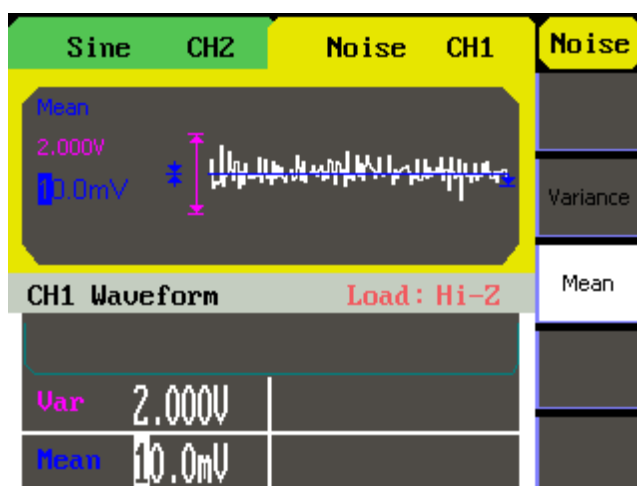 Sine CH2 Noise CH1 Noise
Mean
2.000V
10.0mV
Variance
Mean
CH1 Waveform Load: Hi-Z
Var 2.000V
Mean 10.0mV